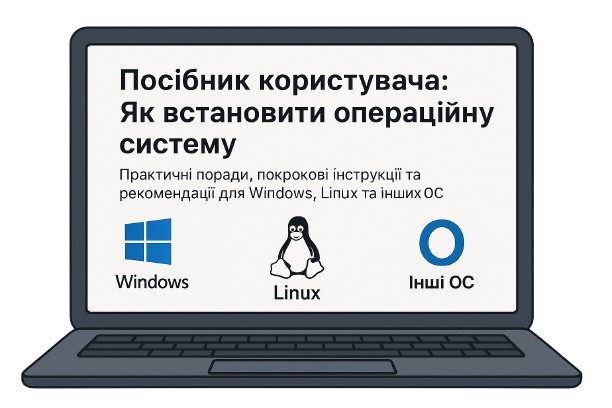 Посібник користувача:
Як встановити операційну
систему
Практичні поради, покрокові інструкції та
рекомендації для Windows, Linux та інших ОС
Windows
Linux
Інші ОС